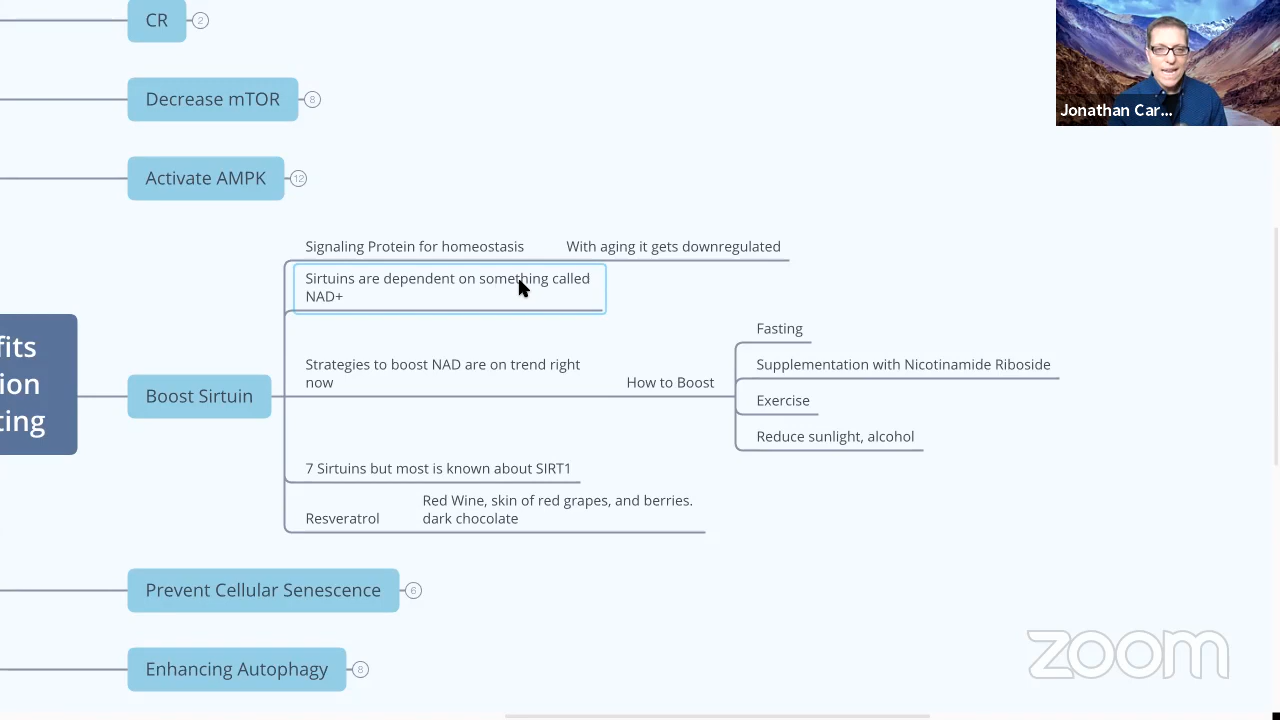 CR
2
Jonathan Car...
Decrease mTOR
8
Activate AMPK
12
Signaling Protein for homeostasis
With aging it gets downregulated
Sirtuins are dependent on something called
NAD+
Strategies to boost NAD are on trend right
now
How to Boost
Fasting
Supplementation with Nicotinamide Riboside
Exercise
Reduce sunlight, alcohol
Boost Sirtuin
7 Sirtuins but most is known about SIRT1
Resveratrol
Red Wine, skin of red grapes, and berries.
dark chocolate
Prevent Cellular Senescence
6
Enhancing Autophagy
8
zoom